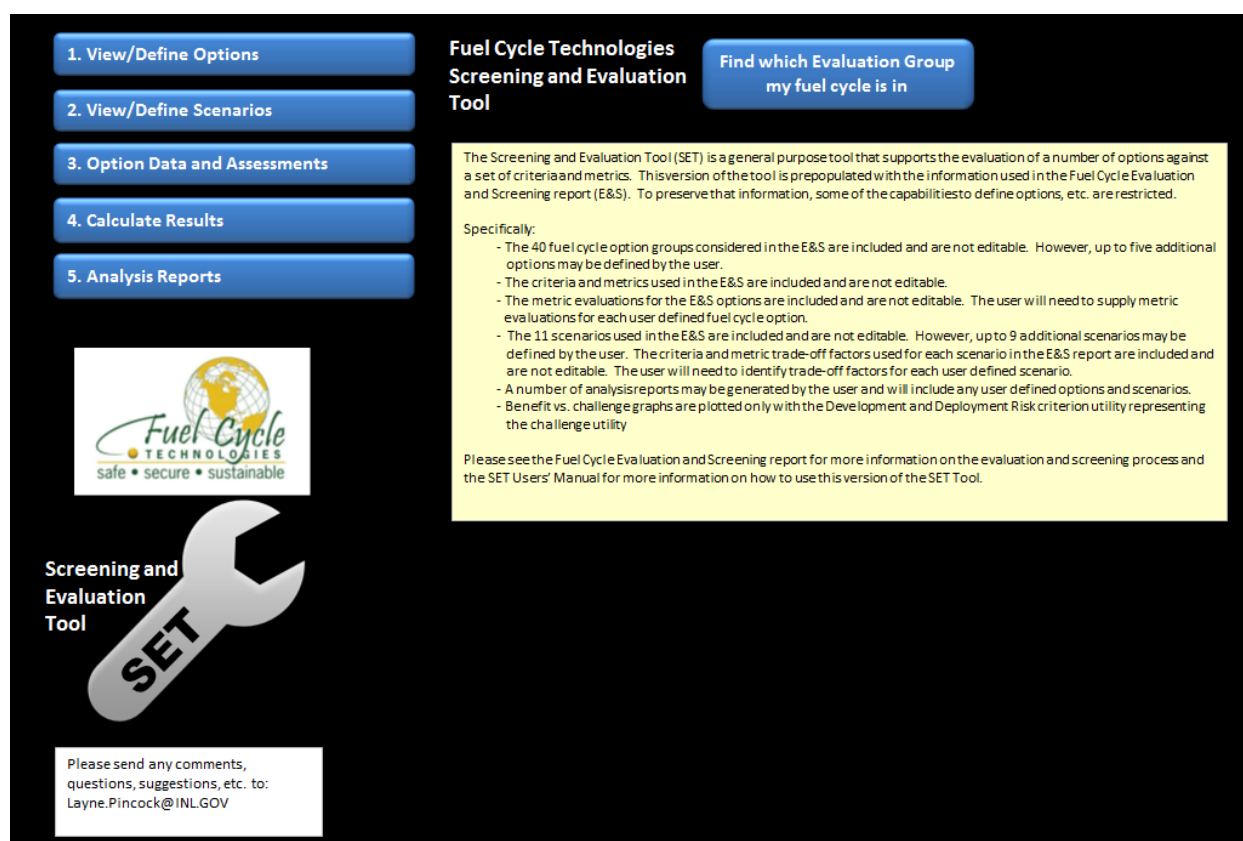 1. View/Define Options
2. View/Define Scenarios
3. Option Data and Assessments
4. Calculate Results
5. Analysis Reports
Fuel Cycle Technologies
Screening and Evaluation
Tool
Find which Evaluation Group
my fuel cycle is in
The Screening and Evaluation Tool (SET) is a general purpose tool that supports the evaluation of a number of options against
a set of criteria and metrics. This version of the tool is prepopulated with the information used in the Fuel Cycle Evaluation
and Screening report (E&S). To preserve that information, some of the capabilities to define options, etc. are restricted.
Specifically:
- The 40 fuel cycle option groups considered in the E&S are included and are not editable. However, up to five additional
options may be defined by the user.
- The criteria and metrics used in the E&S are included and are not editable.
- The metric evaluations for the E&S options are included and are not editable. The user will need to supply metric
evaluations for each user defined fuel cycle option.
- The 11 scenarios used in the E&S are included and are not editable. However, up to 9 additional scenarios may be
defined by the user. The criteria and metric trade-off factors used for each scenario in the E&S report are included and
are not editable. The user will need to identify trade-off factors for each user defined scenario.
- A number of analysis reports may be generated by the user and will include any user defined options and scenarios.
- Benefit vs. challenge graphs are plotted only with the Development and Deployment Risk criterion utility representing
the challenge utility
Please see the Fuel Cycle Evaluation and Screening report for more information on the evaluation and screening process and
the SET Users' Manual for more information on how to use this version of the SET Tool.
Fuel Cycle
TECHNOLOGIES
safe • secure • sustainable
Screening and
Evaluation
Tool
SET
Please send any comments,
questions, suggestions, etc. to:
Layne.Pincock@INL.GOV